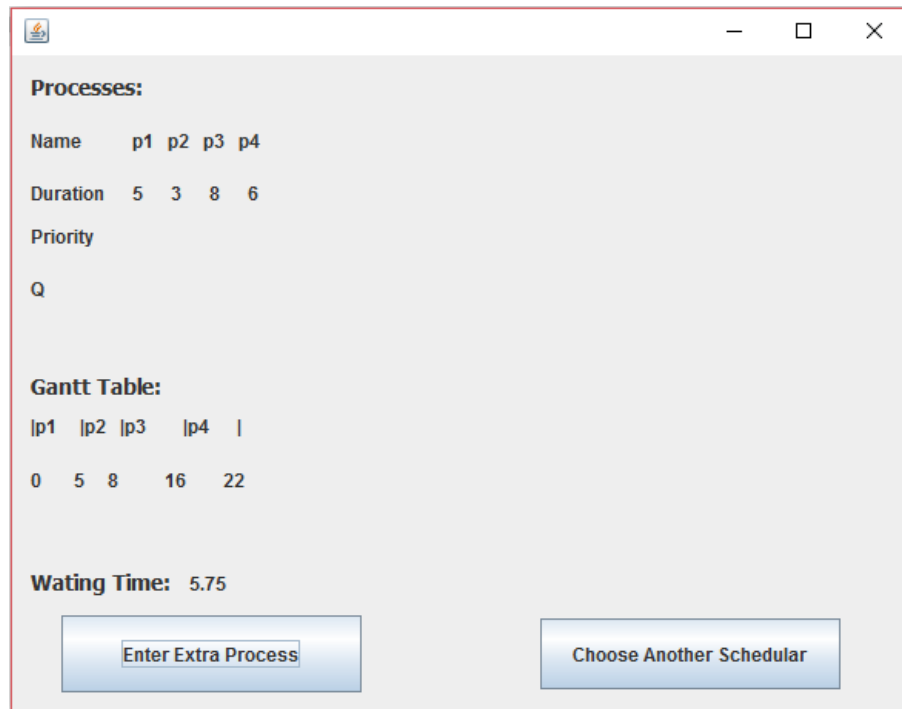 Processes:
Name p1 p2 p3 p4
Duration 5 3 8 6
Priority
Q
Gantt Table:
|p1 |p2 |p3 |p4 |
0 5 8 16 22
Wating Time: 5.75
Enter Extra Process Choose Another Schedular